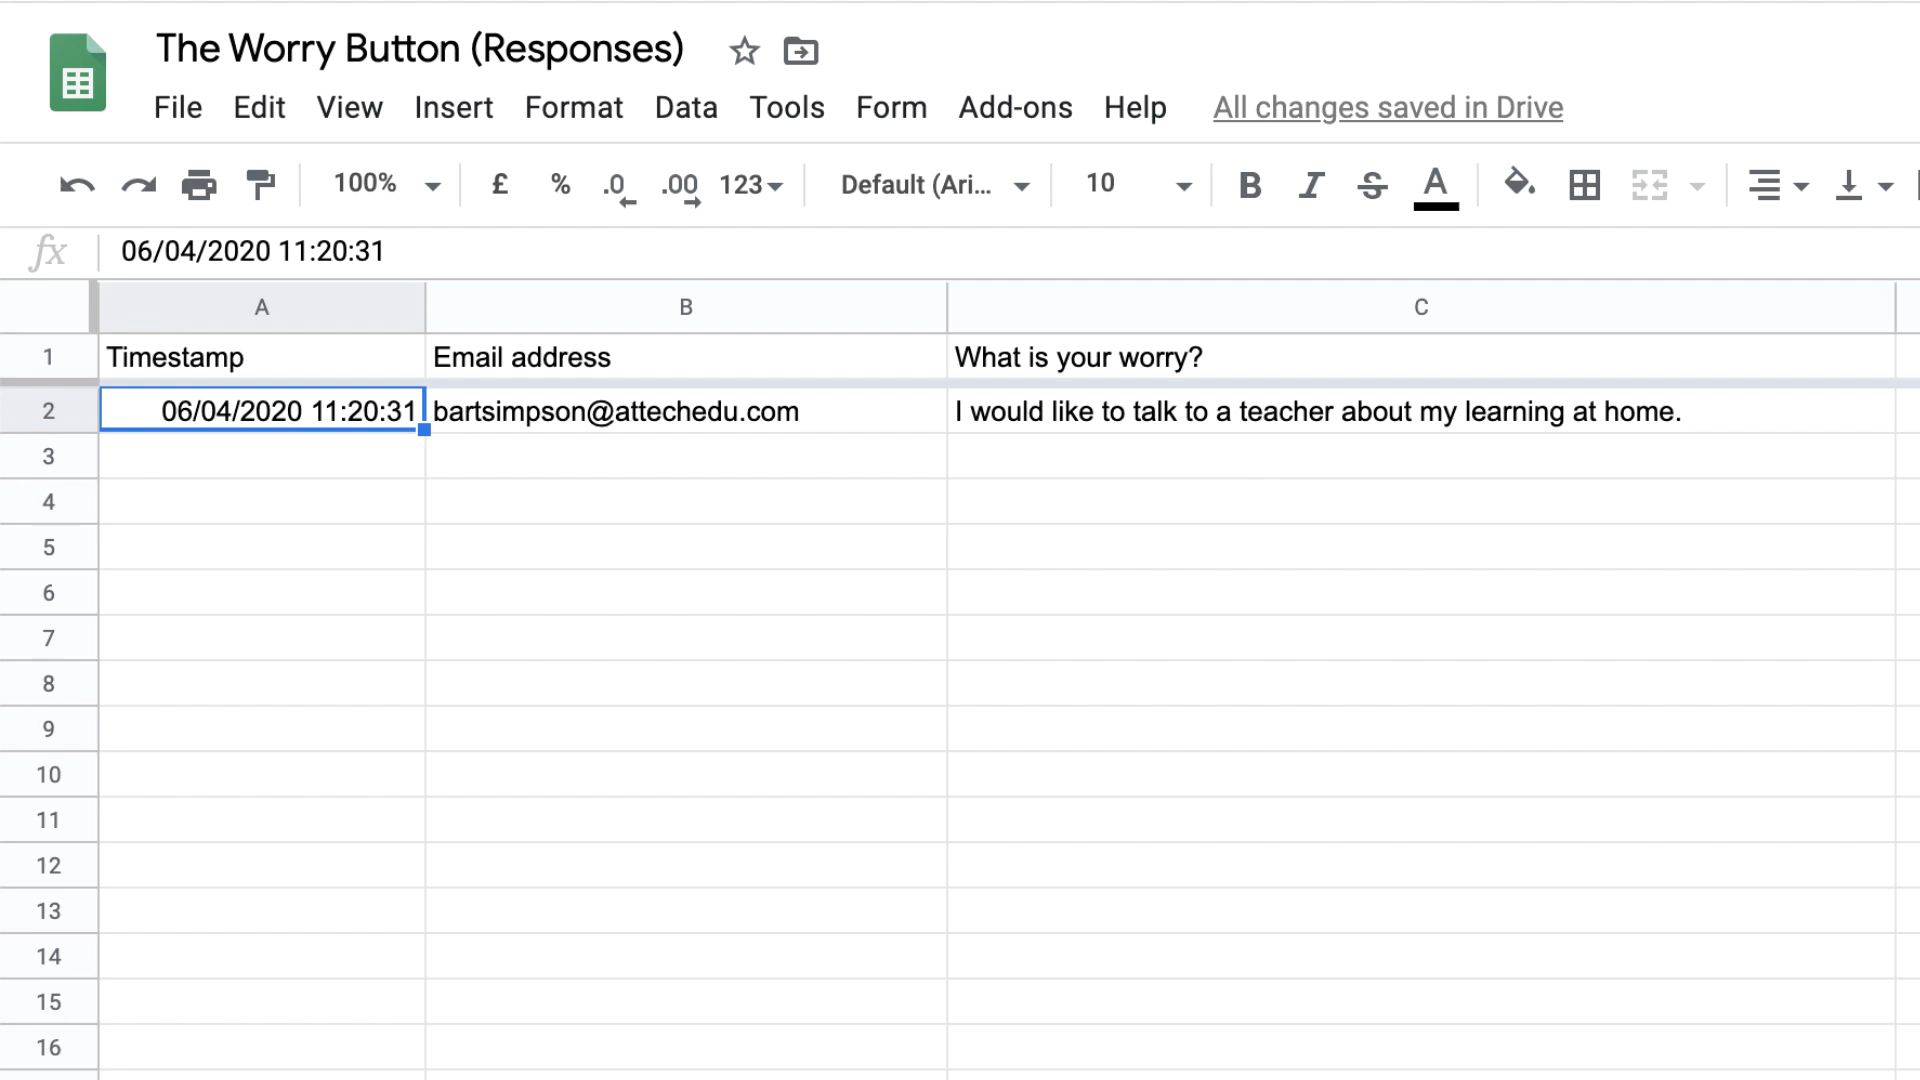 The Worry Button (Responses)
File Edit View Insert Format Data Tools Form Add-ons Help All changes saved in Drive
100% £ % .0 .00 123 Default (Ari... 10 B I S A
fx 06/04/2020 11:20:31
A B C
1 Timestamp Email address What is your worry?
2 06/04/2020 11:20:31 bartsimpson@attechedu.com I would like to talk to a teacher about my learning at home.
3
4
5
6
7
8
9
10
11
12
13
14
15
16